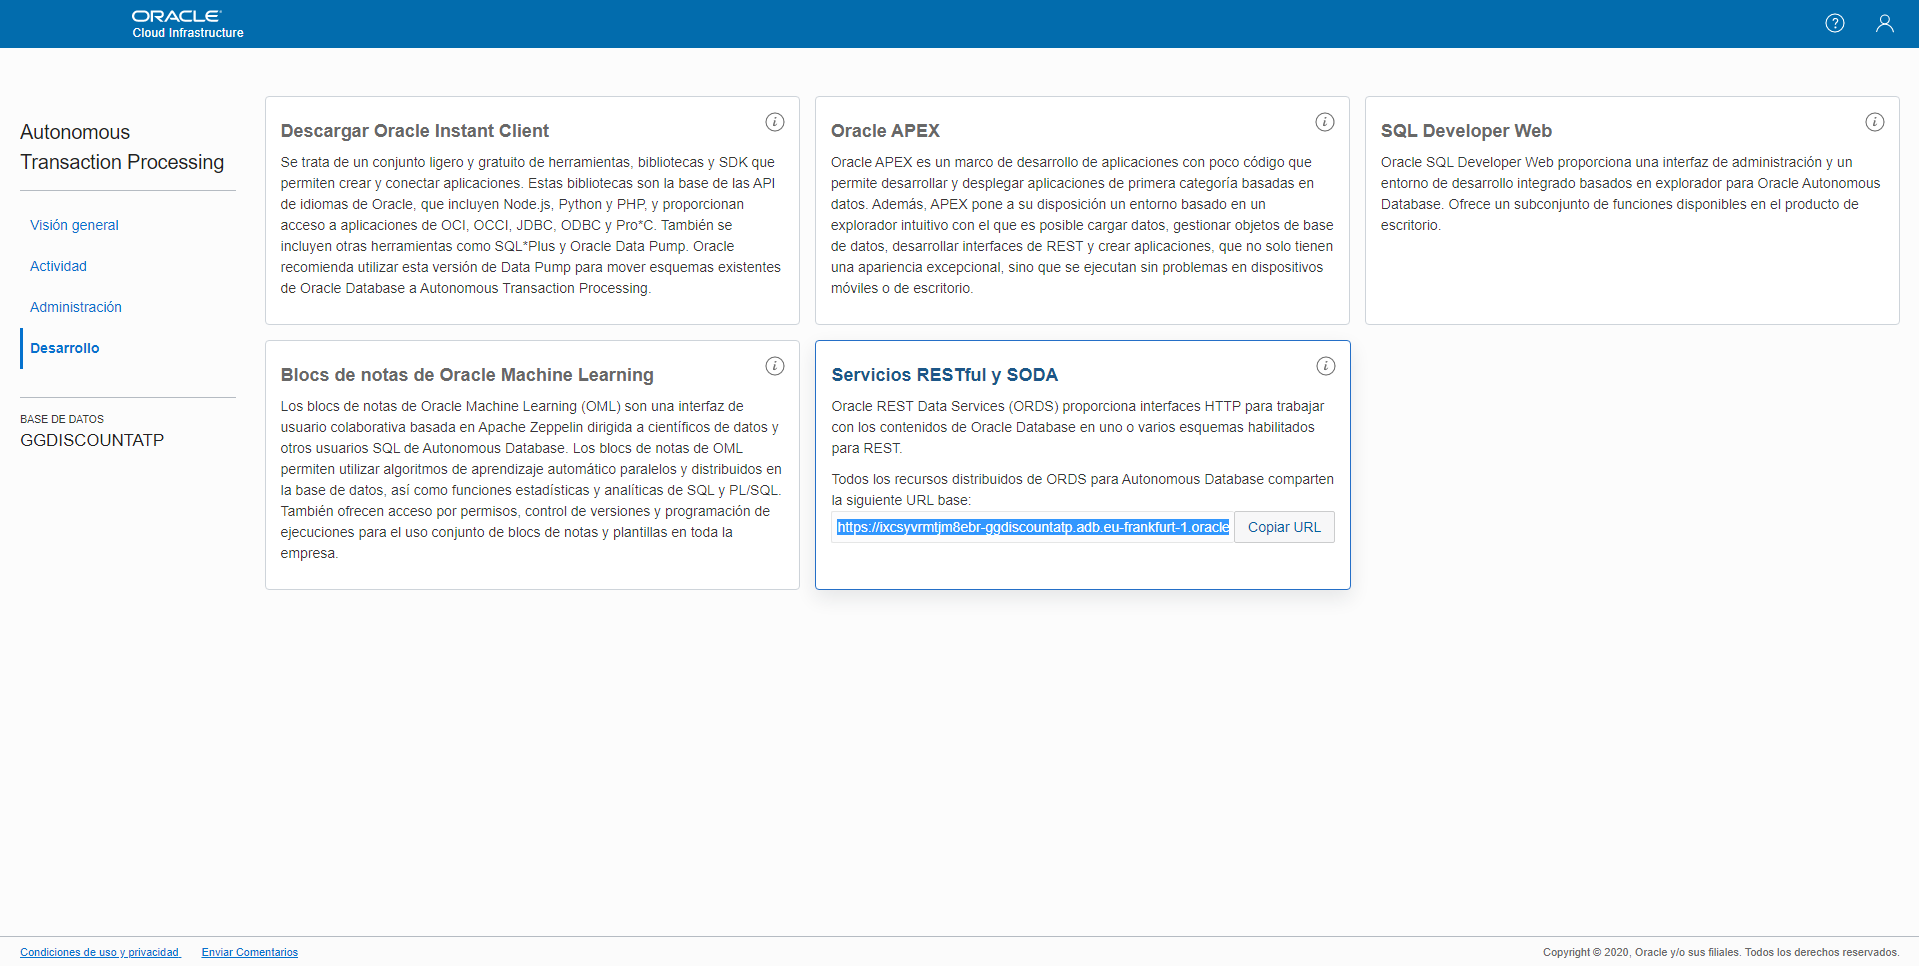 ORACLE
Cloud Infrastructure
Autonomous
Transaction Processing
Visión general
Actividad
Administración
Desarrollo
BASE DE DATOS
GGDISCOUNTATP
Descargar Oracle Instant Client
Se trata de un conjunto ligero y gratuito de herramientas, bibliotecas y SDK que
permiten crear y conectar aplicaciones. Estas bibliotecas son la base de las API
de idiomas de Oracle, que incluyen Node.js, Python y PHP, y proporcionan
acceso a aplicaciones de OCI, OCCI, JDBC, ODBC y Pro*C. También se
incluyen otras herramientas como SQL*Plus y Oracle Data Pump. Oracle
recomienda utilizar esta versión de Data Pump para mover esquemas existentes
de Oracle Database a Autonomous Transaction Processing.
Oracle APEX
Oracle APEX es un marco de desarrollo de aplicaciones con poco código que
permite desarrollar y desplegar aplicaciones de primera categoría basadas en
datos. Además, APEX pone a su disposición un entorno basado en un
explorador intuitivo con el que es posible cargar datos, gestionar objetos de base
de datos, desarrollar interfaces de REST y crear aplicaciones, que no solo tienen
una apariencia excepcional, sino que se ejecutan sin problemas en dispositivos
móviles o de escritorio.
SQL Developer Web
Oracle SQL Developer Web proporciona una interfaz de administración y un
entorno de desarrollo integrado basados en explorador para Oracle Autonomous
Database. Ofrece un subconjunto de funciones disponibles en el producto de
escritorio.
Blocs de notas de Oracle Machine Learning
Los blocs de notas de Oracle Machine Learning (OML) son una interfaz de
usuario colaborativa basada en Apache Zeppelin dirigida a científicos de datos y
otros usuarios SQL de Autonomous Database. Los blocs de notas de OML
permiten utilizar algoritmos de aprendizaje automático paralelos y distribuidos en
la base de datos, así como funciones estadísticas y analíticas de SQL y PL/SQL.
También ofrecen acceso por permisos, control de versiones y programación de
ejecuciones para el uso conjunto de blocs de notas y plantillas en toda la
empresa.
Servicios RESTful y SODA
Oracle REST Data Services (ORDS) proporciona interfaces HTTP para trabajar
con los contenidos de Oracle Database en uno o varios esquemas habilitados
para REST.
Todos los recursos distribuidos de ORDS para Autonomous Database comparten
la siguiente URL base:
https://ixcsyvrmtjm8ebr-ggdiscountatp.adb.eu-frankfurt-1.oracle
Copiar URL
Condiciones de uso y privacidad
Enviar Comentarios
Copyright © 2020, Oracle y/o sus filiales. Todos los derechos reservados.